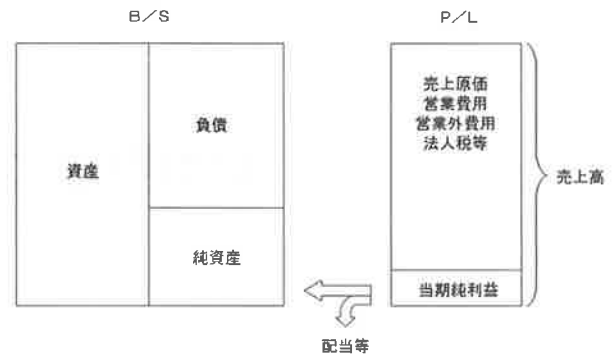 B/S
P/L
資産
負債
純資産
売上原価
営業費用
営業外費用
法人税等
当期純利益
売上高
配当等